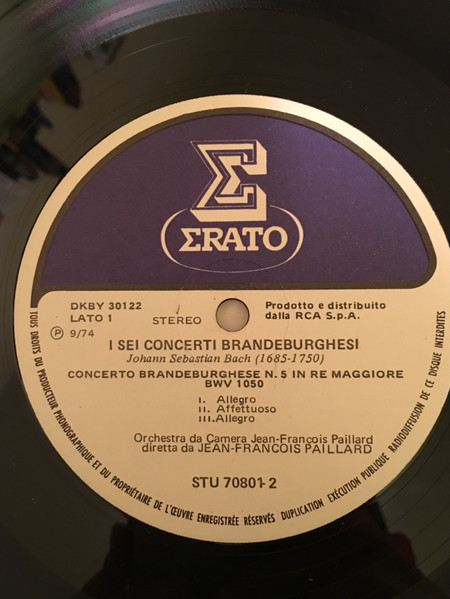 Σ
ΣRATO
DKBY 30122
LATO 1
STEREO
Prodotto e distribuito
dalla RCA S.p.A.
Ⓟ 9/74
I SEI CONCERTI BRANDEBURGHESI
Johann Sebastian Bach (1685-1750)
CONCERTO BRANDEBURGHESE N. 5 IN RE MAGGIORE
BWV 1050
I. Allegro
II. Affettuoso
III. Allegro
Orchestra da Camera Jean-François Paillard
diretta da JEAN-FRANÇOIS PAILLARD
STU 70801-2
TOUS DROITS DU PRODUCTEUR PHONOGRAPHIQUE ET DU PROPRIÉTAIRE DE L'ŒUVRE ENREGISTRÉE RÉSERVÉS DUPLICATION EXÉCUTION PUBLIQUE RADIODIFFUSION DE CE DISQUE INTERDITES